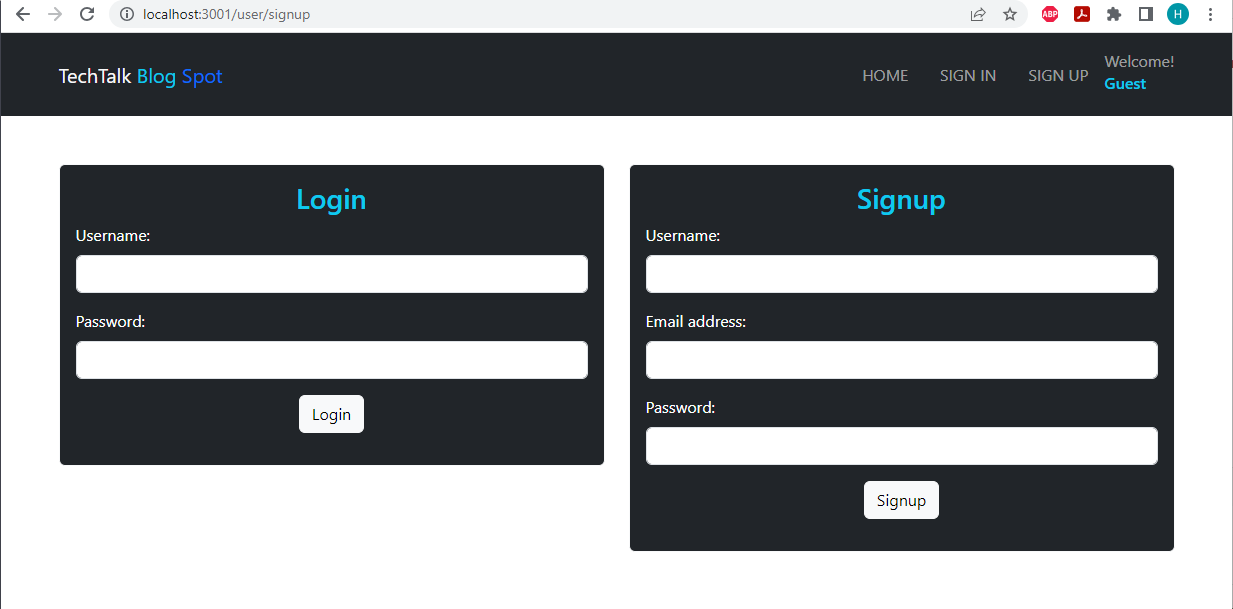 localhost:3001/user/signup
ABP
H
TechTalk Blog Spot
HOME
SIGN IN
SIGN UP
Welcome!
Guest
Login
Username:
Password:
Login
Signup
Username:
Email address:
Password:
Signup